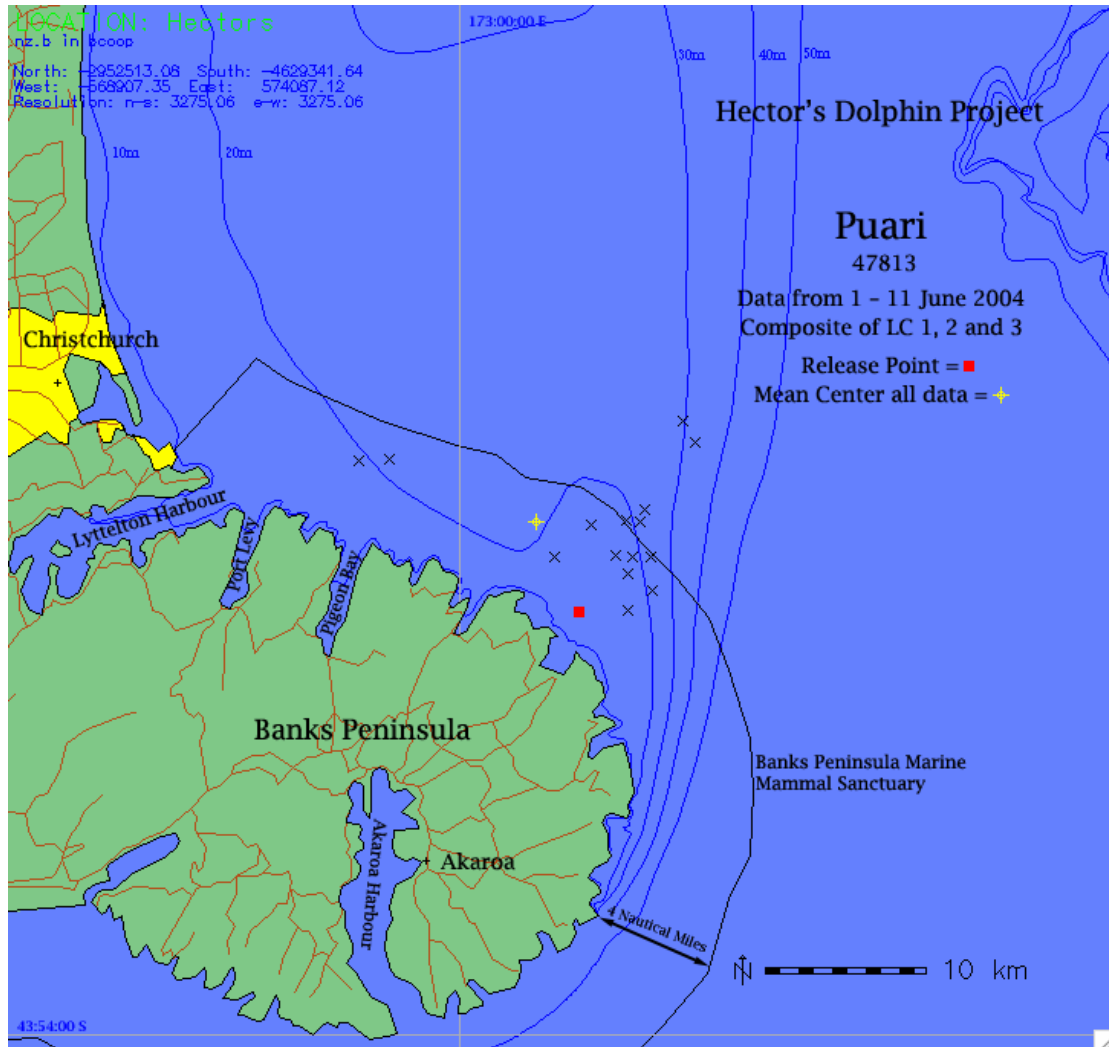 LOCATION: Hectors
nz.b in bcoop
North: -2952513.08 South: -4629341.64
West: -568907.35 East: 574087.12
Resolution: n-s: 3275.06 e-w: 3275.06
173:00:00 E
10m
20m
30m
40m
50m
Hector's Dolphin Project
Puari
47813
Data from 1 - 11 June 2004
Composite of LC 1, 2 and 3
Release Point =
Mean Center all data =
Christchurch
Lyttelton Harbour
Port Levy
Pigeon Bay
Banks Peninsula
Banks Peninsula Marine
Mammal Sanctuary
Akaroa Harbour
Akaroa
4 Nautical Miles
N
10 km
43:54:00 S